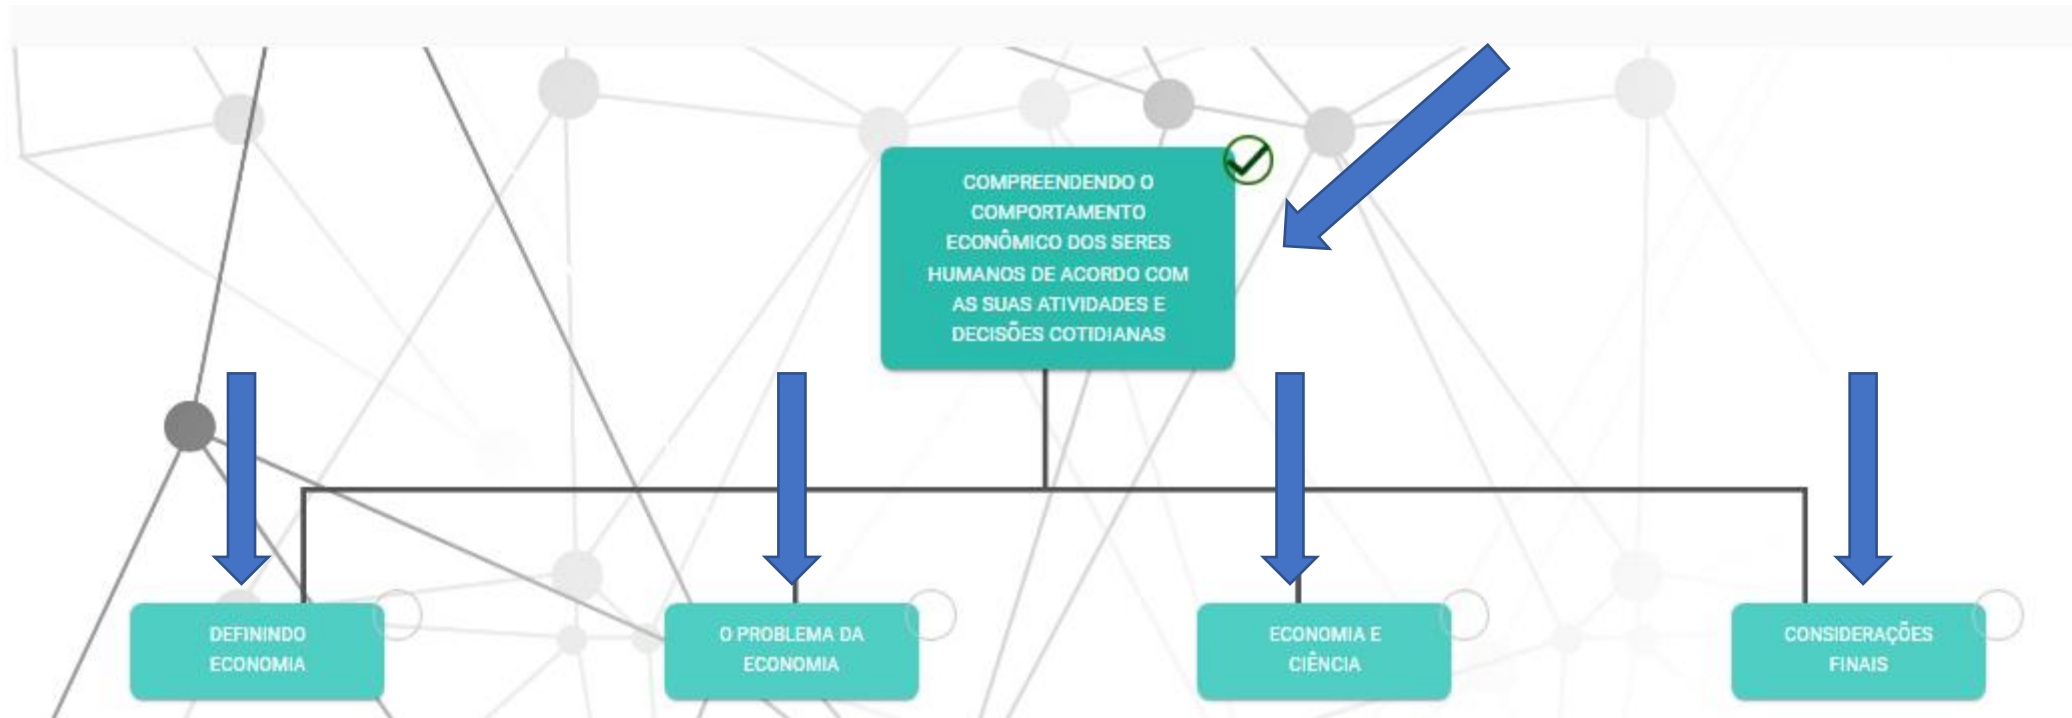 COMPREENDENDO O
COMPORTAMENTO
ECONÔMICO DOS SERES
HUMANOS DE ACORDO COM
AS SUAS ATIVIDADES E
DECISÕES COTIDIANAS
DEFININDO
ECONOMIA
O PROBLEMA DA
ECONOMIA
ECONOMIA E
CIÊNCIA
CONSIDERAÇÕES
FINAIS